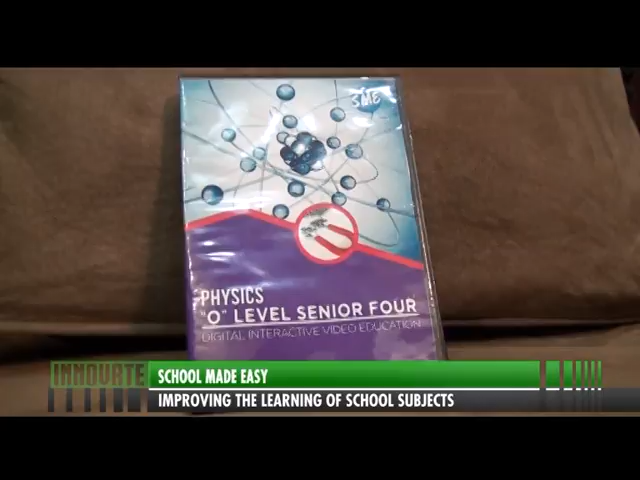 SME
PHYSICS
"O" LEVEL SENIOR FOUR
DIGITAL INTERACTIVE VIDEO EDUCATION
INNOVATE
SCHOOL MADE EASY
IMPROVING THE LEARNING OF SCHOOL SUBJECTS